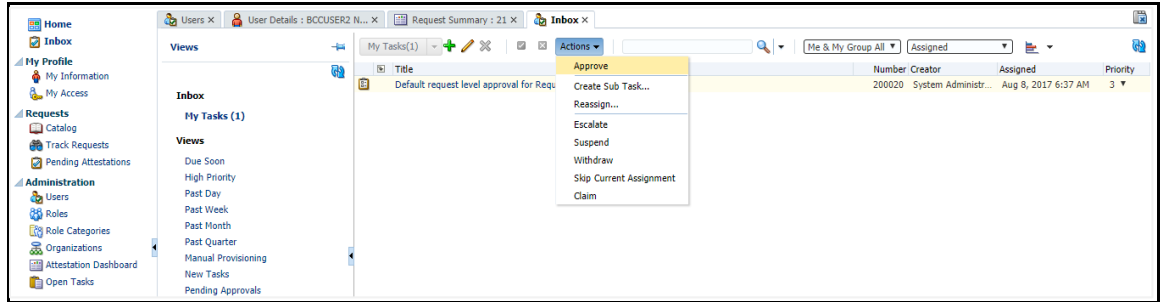 Users × User Details : BCCUSER2 N... × Request Summary : 21 × Inbox ×
Home
Inbox
My Profile
My Information
My Access
Requests
Catalog
Track Requests
Pending Attestations
Administration
Users
Roles
Role Categories
Organizations
Attestation Dashboard
Open Tasks
Views
Inbox
My Tasks (1)
Views
Due Soon
High Priority
Past Day
Past Week
Past Month
Past Quarter
Manual Provisioning
New Tasks
Pending Approvals
My Tasks(1) Actions Me & My Group All Assigned
Title Number Creator Assigned Priority
Default request level approval for Requ 200020 System Administr... Aug 8, 2017 6:37 AM 3
Approve
Create Sub Task...
Reassign...
Escalate
Suspend
Withdraw
Skip Current Assignment
Claim